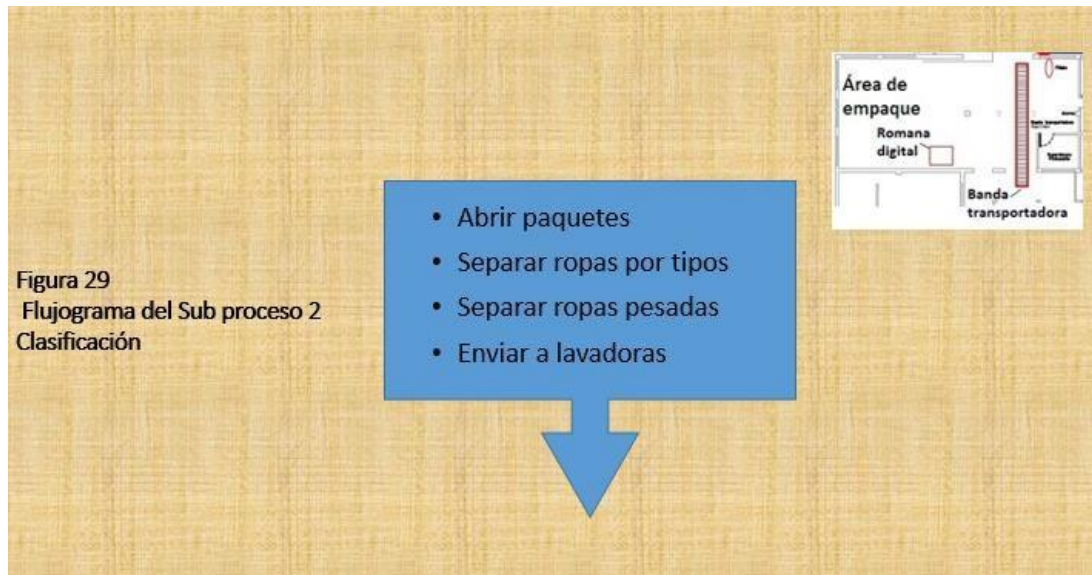 Figura 29
Flujograma del Sub proceso 2
Clasificación
• Abrir paquetes
• Separar ropas por tipos
• Separar ropas pesadas
• Enviar a lavadoras
Área de
empaque
Romana
digital
Banda
transportadora